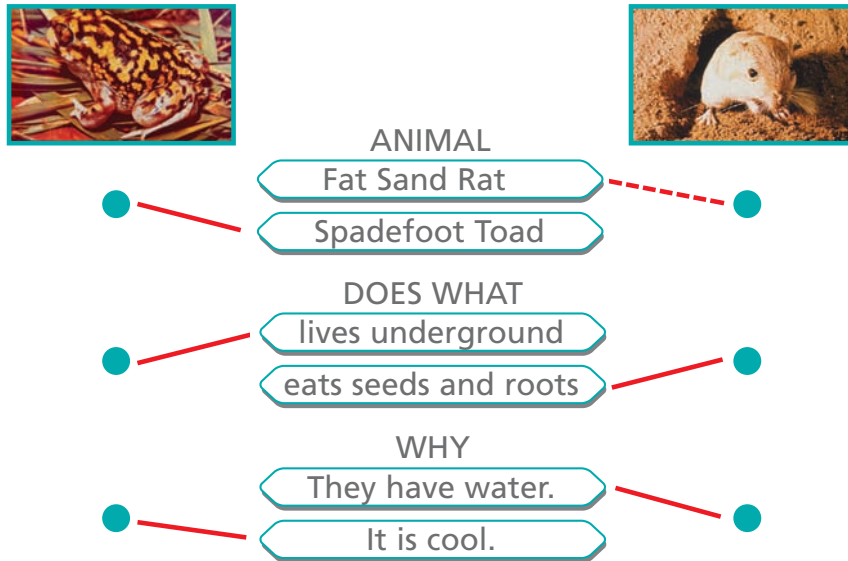 ANIMAL
Fat Sand Rat
Spadefoot Toad
DOES WHAT
lives underground
eats seeds and roots
WHY
They have water.
It is cool.